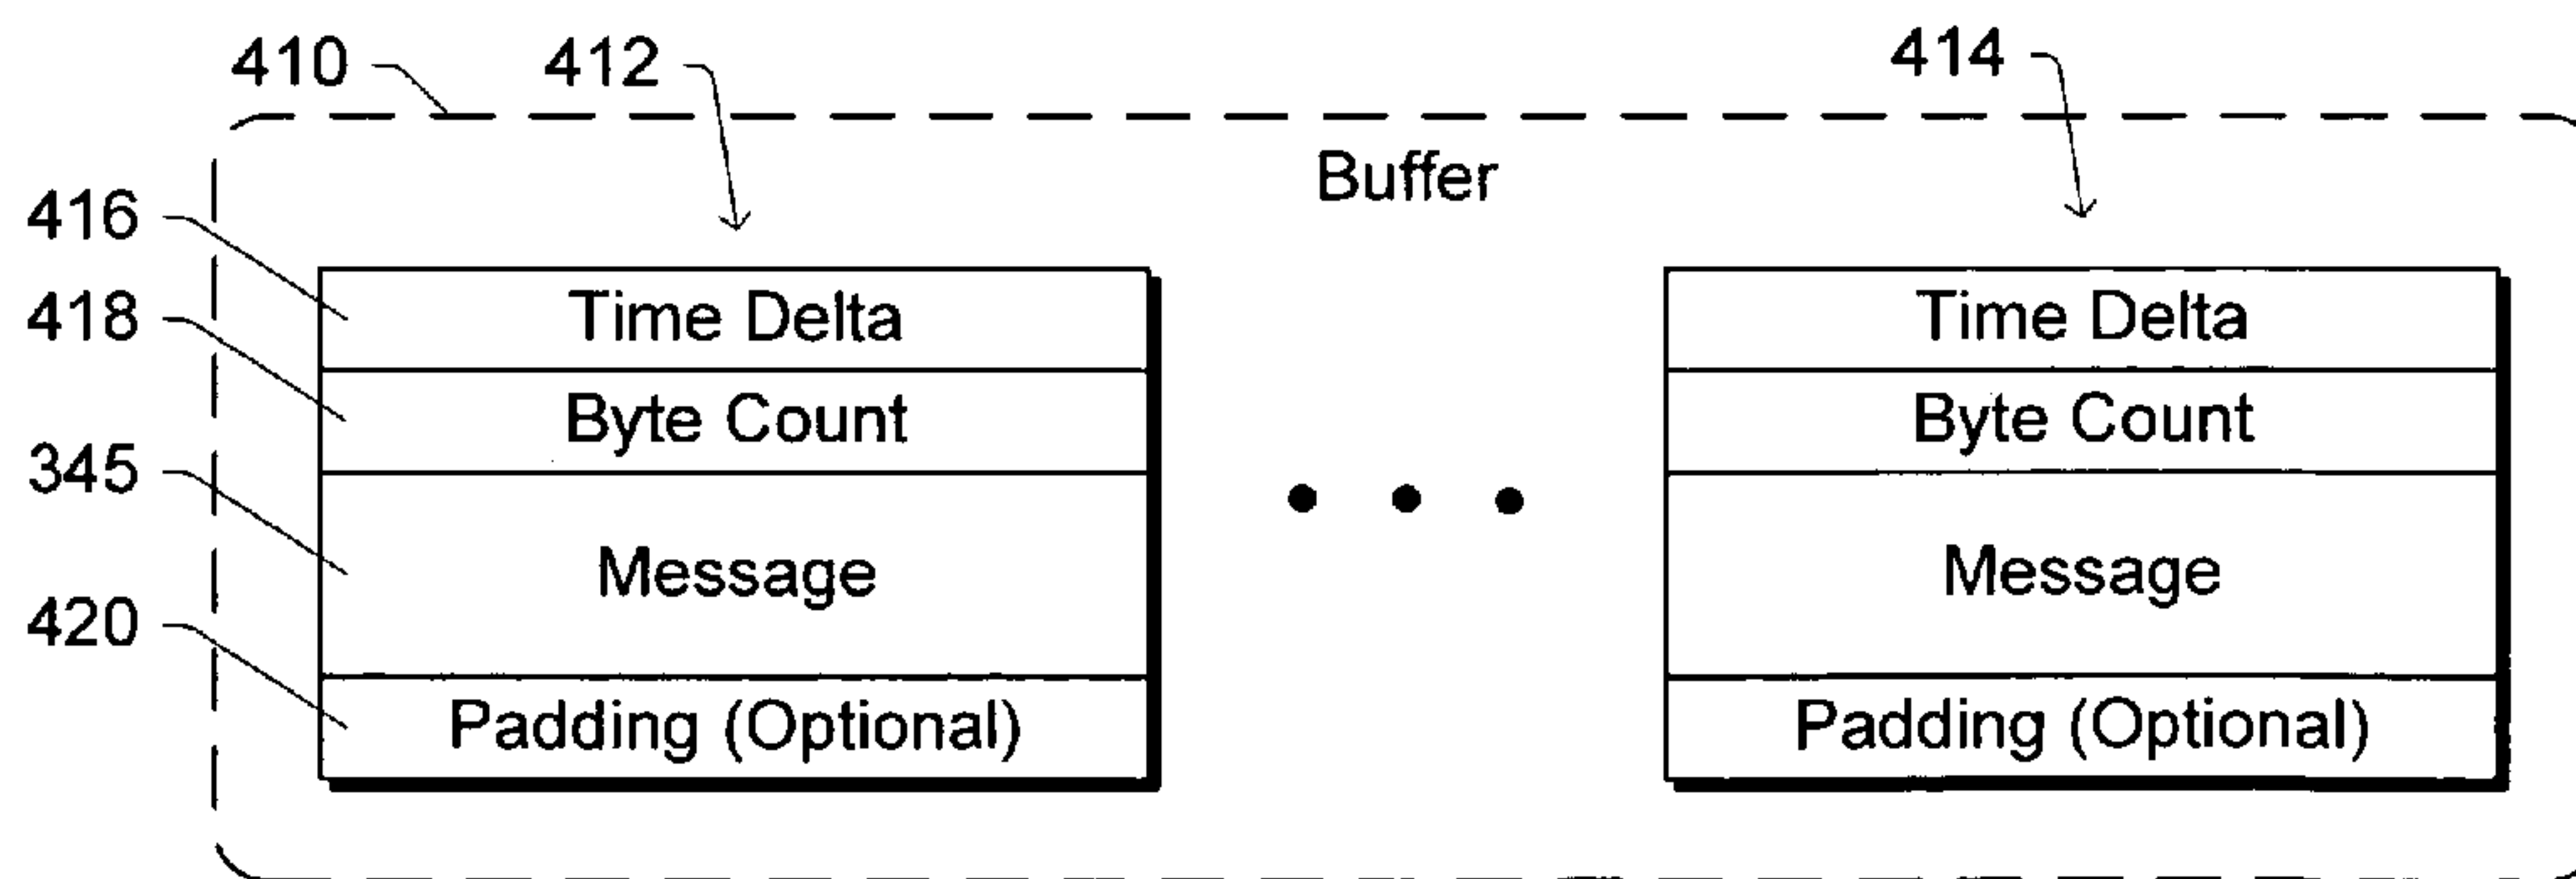 410 412 414
Buffer
416 Time Delta Time Delta
418 Byte Count Byte Count
345 Message Message
420 Padding (Optional) Padding (Optional)